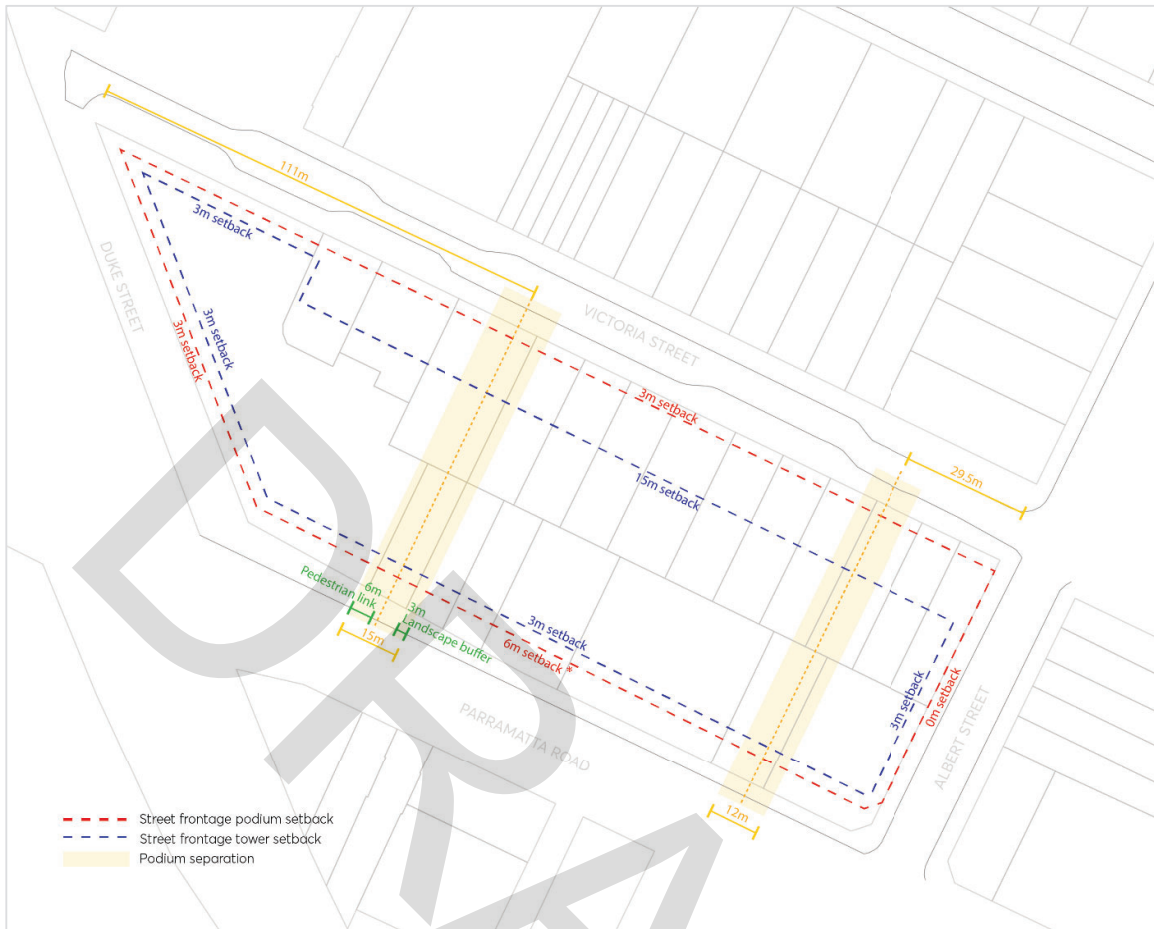 111m
3m setback
DUKE STREET
3m setback
3m setback
VICTORIA STREET
3m setback
15m setback
29.5m
6m
Pedestrian link
3m
Landscape buffer
15m
3m setback
6m setback *
PARRAMATTA ROAD
3m setback
0m setback
ALBERT STREET
12m
Street frontage podium setback
Street frontage tower setback
Podium separation
DRA